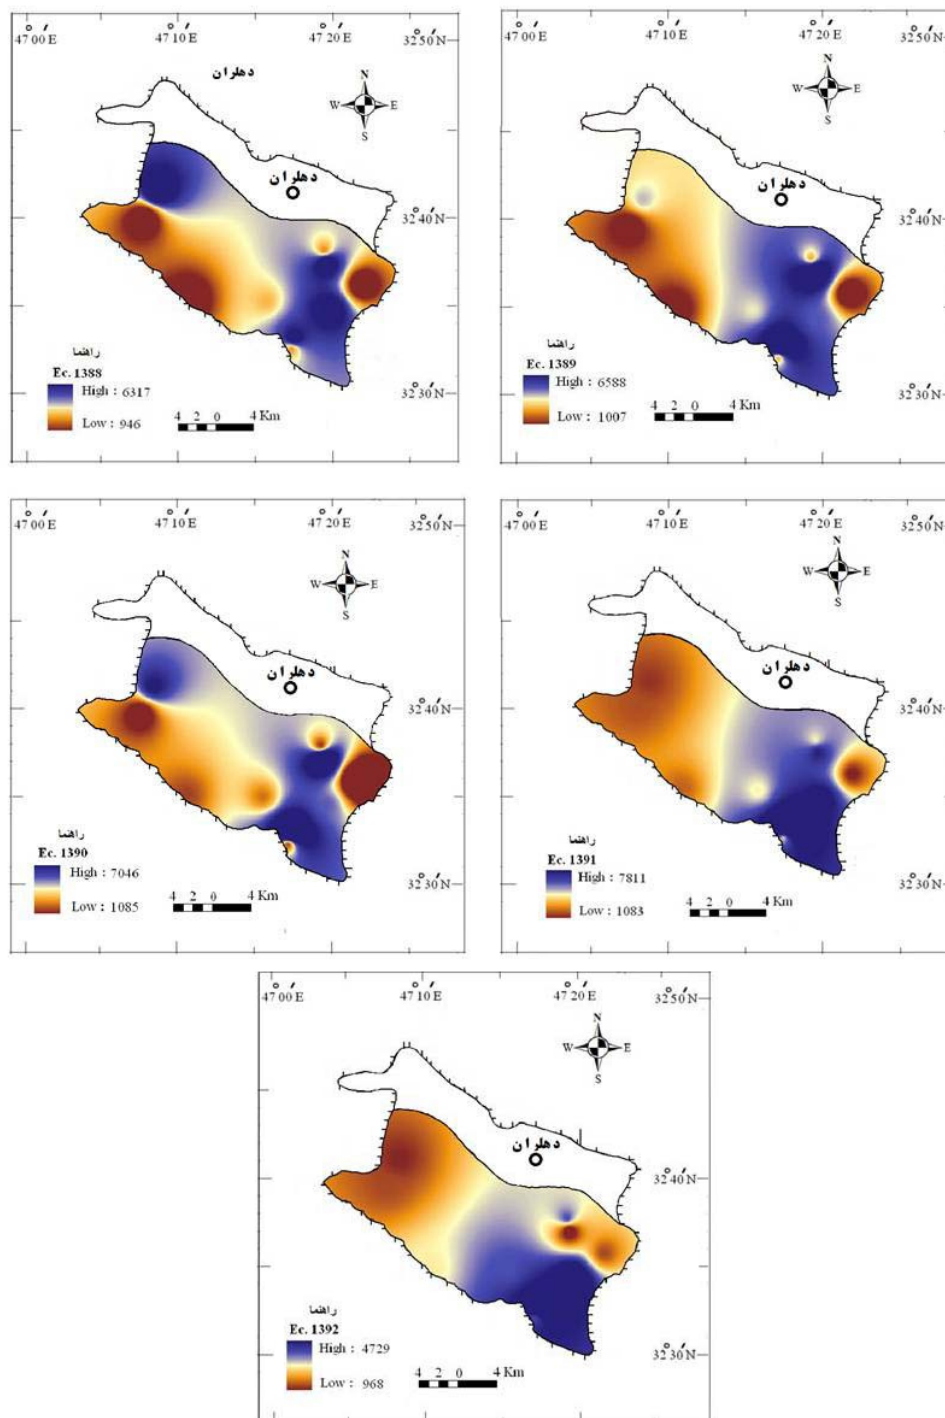 47°00′E 47°10′E 47°20′E 32°50′N
دهلران
N
W E
S
دهلران
32°40′N
راهنما
Ec. 1388
High : 6317
Low : 946
4 2 0 4 Km
32°30′N
47°00′E 47°10′E 47°20′E 32°50′N
N
W E
S
دهلران
32°40′N
راهنما
Ec. 1389
High : 6588
Low : 1007
4 2 0 4 Km
32°30′N
47°00′E 47°10′E 47°20′E 32°50′N
N
W E
S
دهلران
32°40′N
راهنما
Ec. 1390
High : 7046
Low : 1085
4 2 0 4 Km
32°30′N
47°00′E 47°10′E 47°20′E 32°50′N
N
W E
S
دهلران
32°40′N
راهنما
Ec. 1391
High : 7811
Low : 1083
4 2 0 4 Km
32°30′N
47°00′E 47°10′E 47°20′E 32°50′N
N
W E
S
دهلران
32°40′N
راهنما
Ec. 1392
High : 4729
Low : 968
4 2 0 4 Km
32°30′N